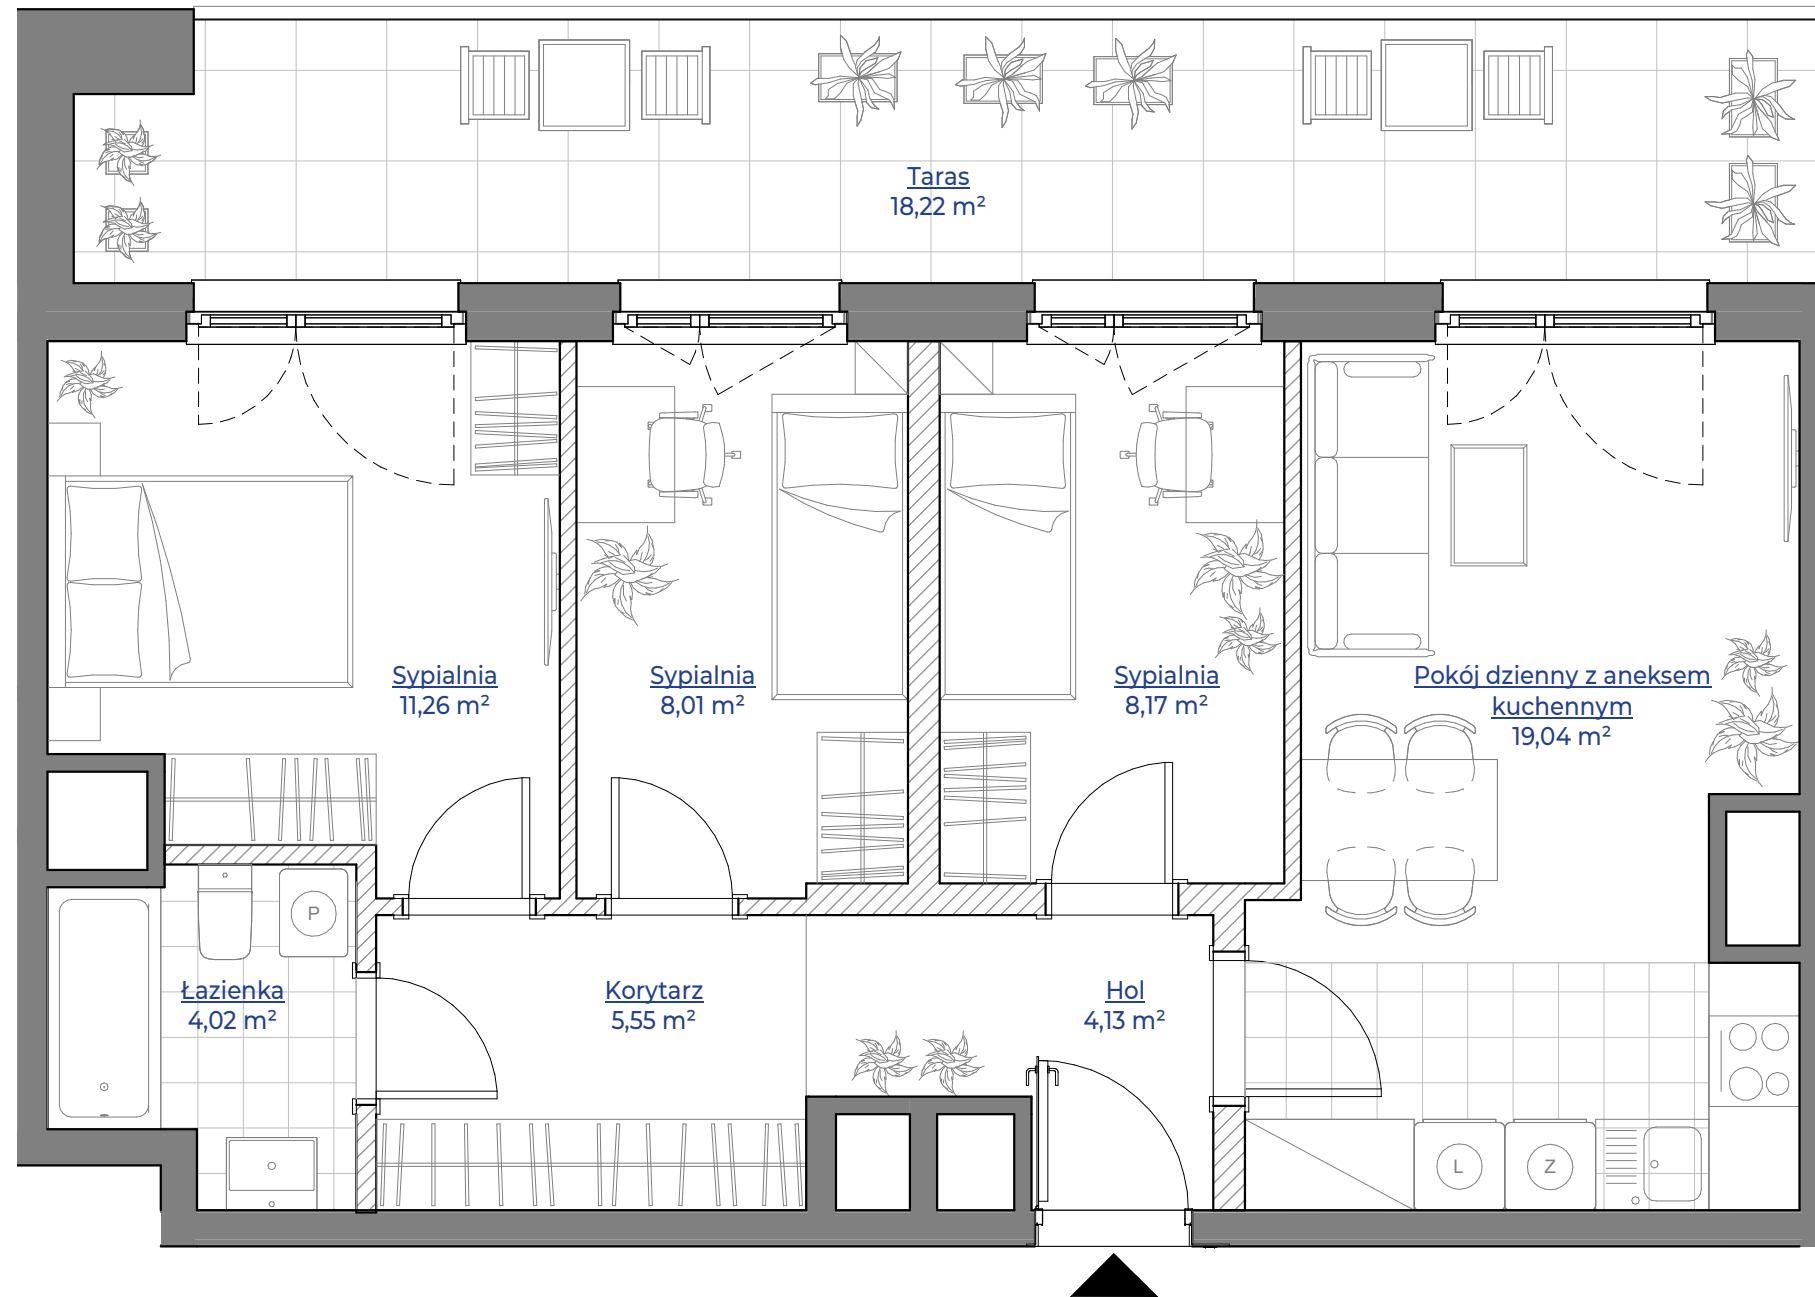 Taras
18,22 m²
Sypialnia
11,26 m²
Sypialnia
8,01 m²
Sypialnia
8,17 m²
Pokój dzienny z aneksem
kuchennym
19,04 m²
P
Łazienka
4,02 m²
Korytarz
5,55 m²
Hol
4,13 m²
L
Z